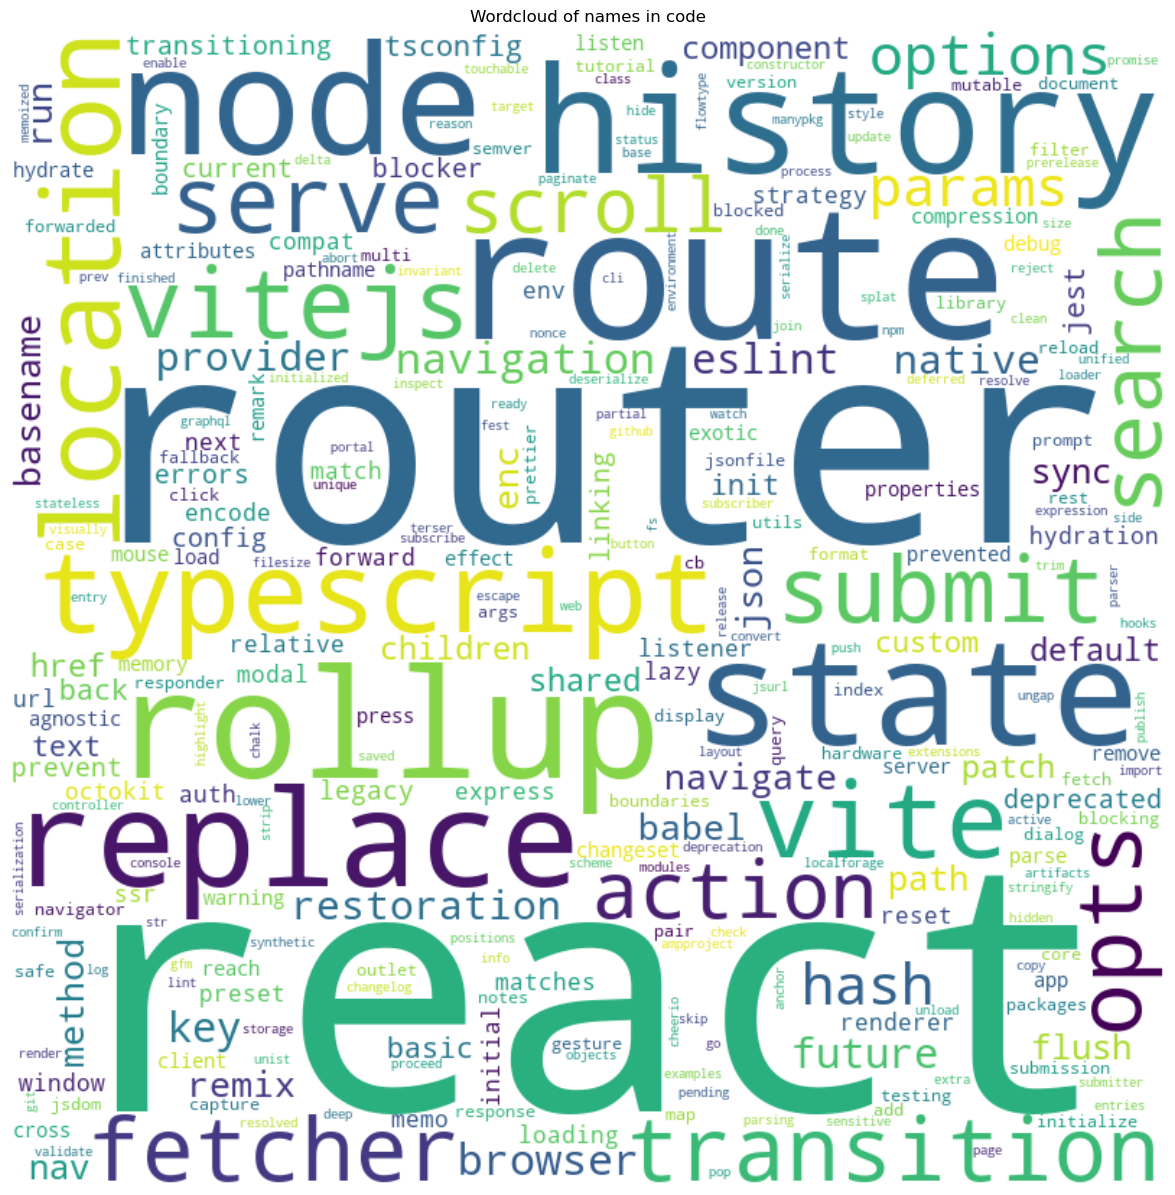 Wordcloud of names in code
transitioning
tsconfig
listen
component
options
promise
enable
touchable
tutorial
class
constructor
version
mutable
document
memoized
run
location
node
history
target
hide
flowtype
manypkg
style
update
filter
prerelease
reason
status
base
semver
boundary
hydrate
current
delta
blocker
paginate
process
serve
scroll
blocked
strategy
params
forwarded
compression
size
attributes
compat
abort
multi
done
debug
search
prev
finished
pathname
invariant
delete
cli
environment
serialize
reject
jest
vitejs
route
env
splat
library
clean
basename
nonce
join
npm
reload
unified
provider
navigation
eslint
native
loader
remark
initialized
inspect
deserialize
deferred
resolve
router
graphql
ready
partial
watch
next
fest
github
exotic
prompt
fallback
portal
errors
match
enc
prettier
linking
jsonfile
sync
click
unique
init
properties
rest
stateless
subscriber
expression
side
encode
fs
utils
visually
case
config
terser
subscribe
button
hydration
mouse
load
filesize
forward
effect
cb
format
prevented
trim
typescript
json
submit
parser
entry
escape
args
web
release
convert
hooks
relative
children
listener
custom
default
push
href
memory
modal
shared
lazy
state
back
responder
jsurl
index
ungap
publish
url
agnostic
rollup
highlight
press
display
text
chalk
layout
query
hardware
extensions
remove
import
prevent
saved
server
patch
fetch
navigate
octokit
auth
lower
legacy
express
boundaries
vite
deprecated
controller
strip
babel
active
blocking
replace
dialog
opts
serialization
console
changeset
deprecation
parse
scheme
modules
localforage
artifacts
action
path
stringify
ssr
warning
restoration
navigator
str
pair
reset
hidden
confirm
synthetic
positions
check
ampproject
react
info
core
method
safe
log
gfm
reach
outlet
matches
hash
copy
app
lint
changelog
anchor
preset
notes
unload
packages
key
storage
initial
cheerio
skip
renderer
basic
gesture
objects
go
future
flush
render
client
unist
proceed
window
remix
examples
extra
submission
submitter
git
jsdom
capture
pending
testing
entries
resolved
deep
memo
response
map
parsing
sensitive
add
initialize
cross
fetcher
loading
transition
validate
nav
browser
pop
page